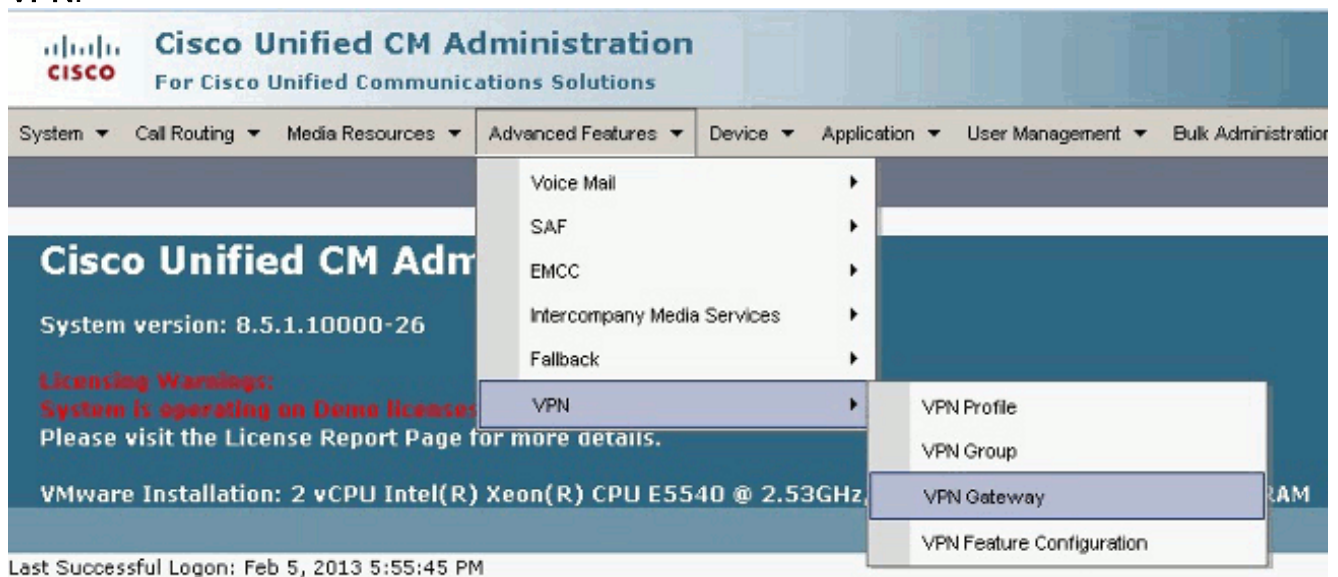 VPN.
CISCO
Cisco Unified CM Administration
For Cisco Unified Communications Solutions
System Call Routing Media Resources Advanced Features Device Application User Management Bulk Administration
Voice Mail
SAF
EMCC
Intercompany Media Services
Fallback
VPN
VPN Profile
VPN Group
VPN Gateway
VPN Feature Configuration
Cisco Unified CM
System version: 8.5.1.10000-26
Licensing Warnings:
System is operating on Demo licenses
Please visit the License Report Page for more details.
VMware Installation: 2 vCPU Intel(R) Xeon(R) CPU E5540 @ 2.53GHz, RAM
Last Successful Logon: Feb 5, 2013 5:55:45 PM